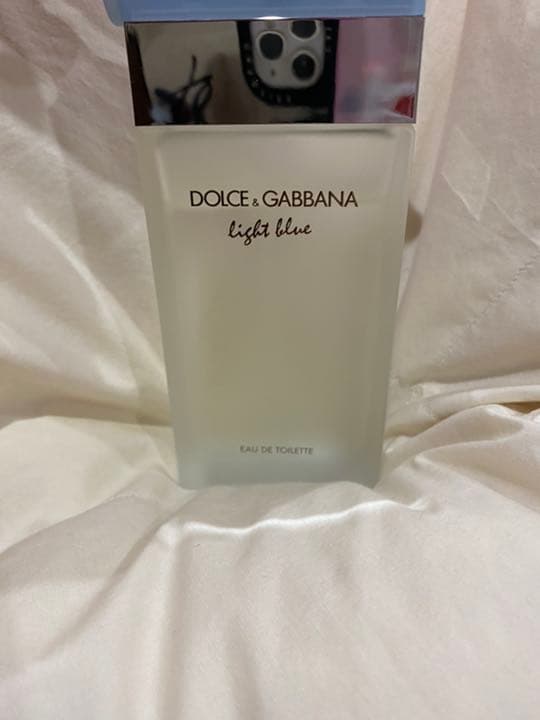 DOLCE & GABBANA
light blue
EAU DE TOILETTE